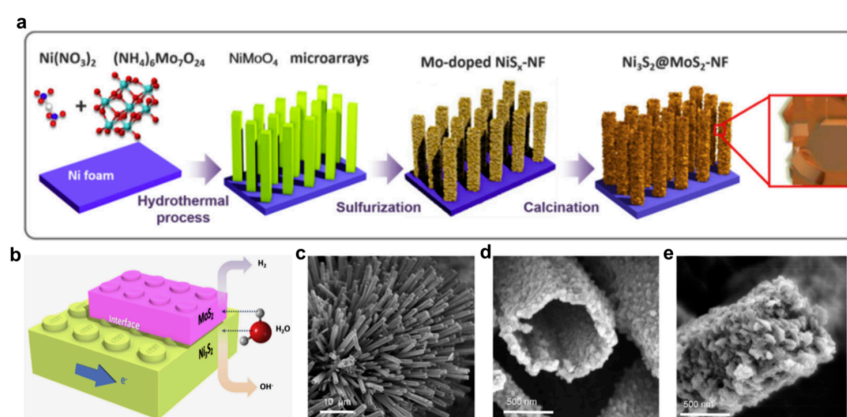 a
Ni(NO₃)₂ (NH₄)₆Mo₇O₂₄ NiMoO₄ microarrays Mo-doped NiSₓ-NF Ni₃S₂@MoS₂-NF
+
Ni foam
Hydrothermal process
Sulfurization
Calcination
b
H₂
MoS₂
Interface
H₂O
Ni₃S₂
e⁻
OH⁻
c
10 μm
d
500 nm
e
500 nm